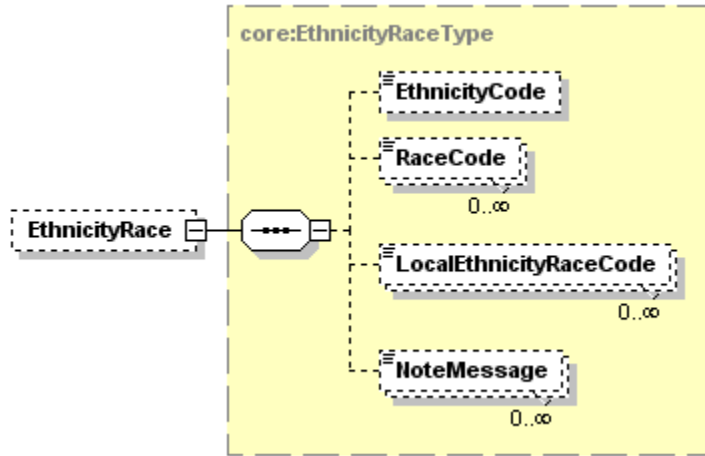 core:EthnicityRaceType
EthnicityCode
RaceCode
0..∞
EthnicityRace
LocalEthnicityRaceCode
0..∞
NoteMessage
0..∞